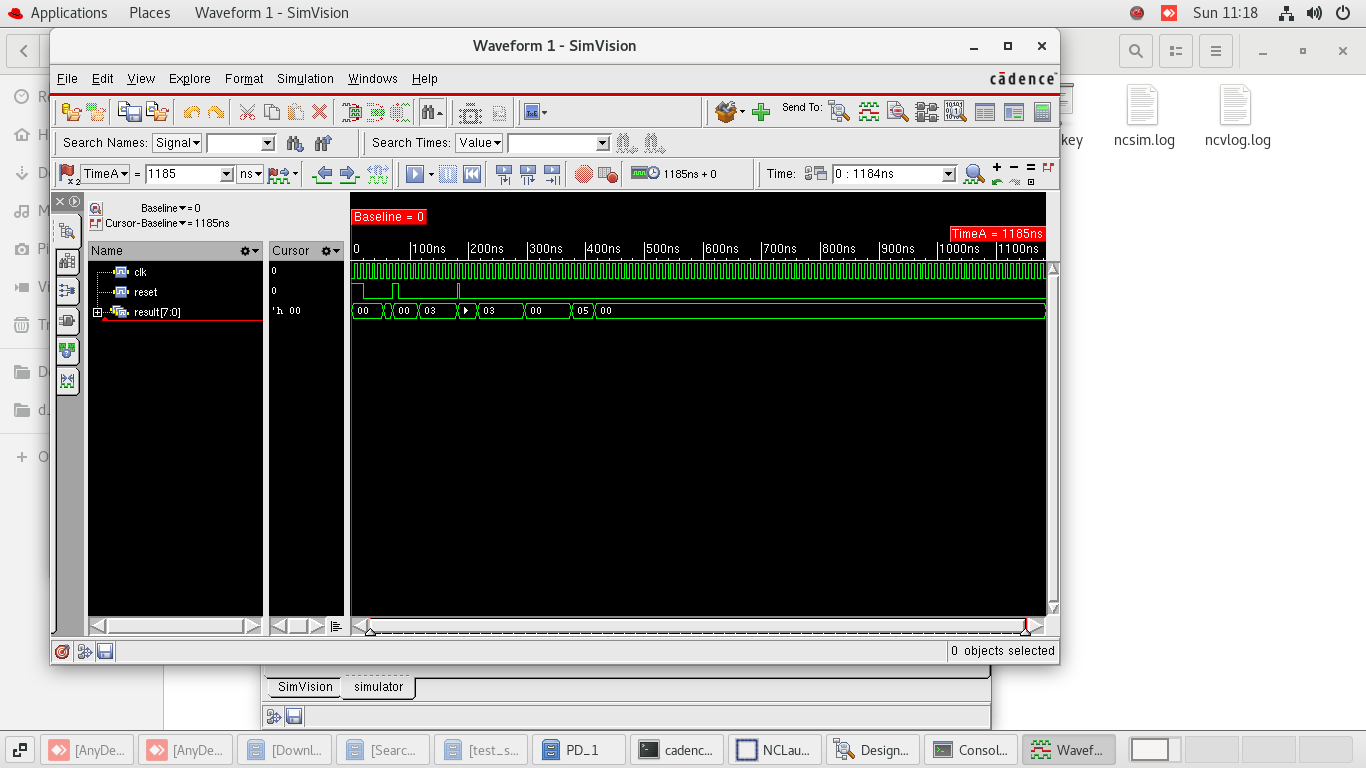 Applications Places Waveform 1 - SimVision Sun 11:18
Waveform 1 - SimVision
File Edit View Explore Format Simulation Windows Help cādence
Send To:
Search Names: Signal Search Times: Value
x2 TimeA = 1185 ns 1185ns + 0 Time: 0 : 1184ns
Baseline = 0
Cursor-Baseline = 1185ns
Baseline = 0
TimeA = 1185ns
Name Cursor 0 100ns 200ns 300ns 400ns 500ns 600ns 700ns 800ns 900ns 1000ns 1100ns
clk 0
reset 0
result[7:0] 'h 00 00 00 03 03 00 05 00
0 objects selected
SimVision simulator
key ncsim.log ncvlog.log
[AnyDe... [AnyDe... [Downl... [Searc... [test_s... PD_1 cadenc... NCLau... Design... Consol... Wavef...